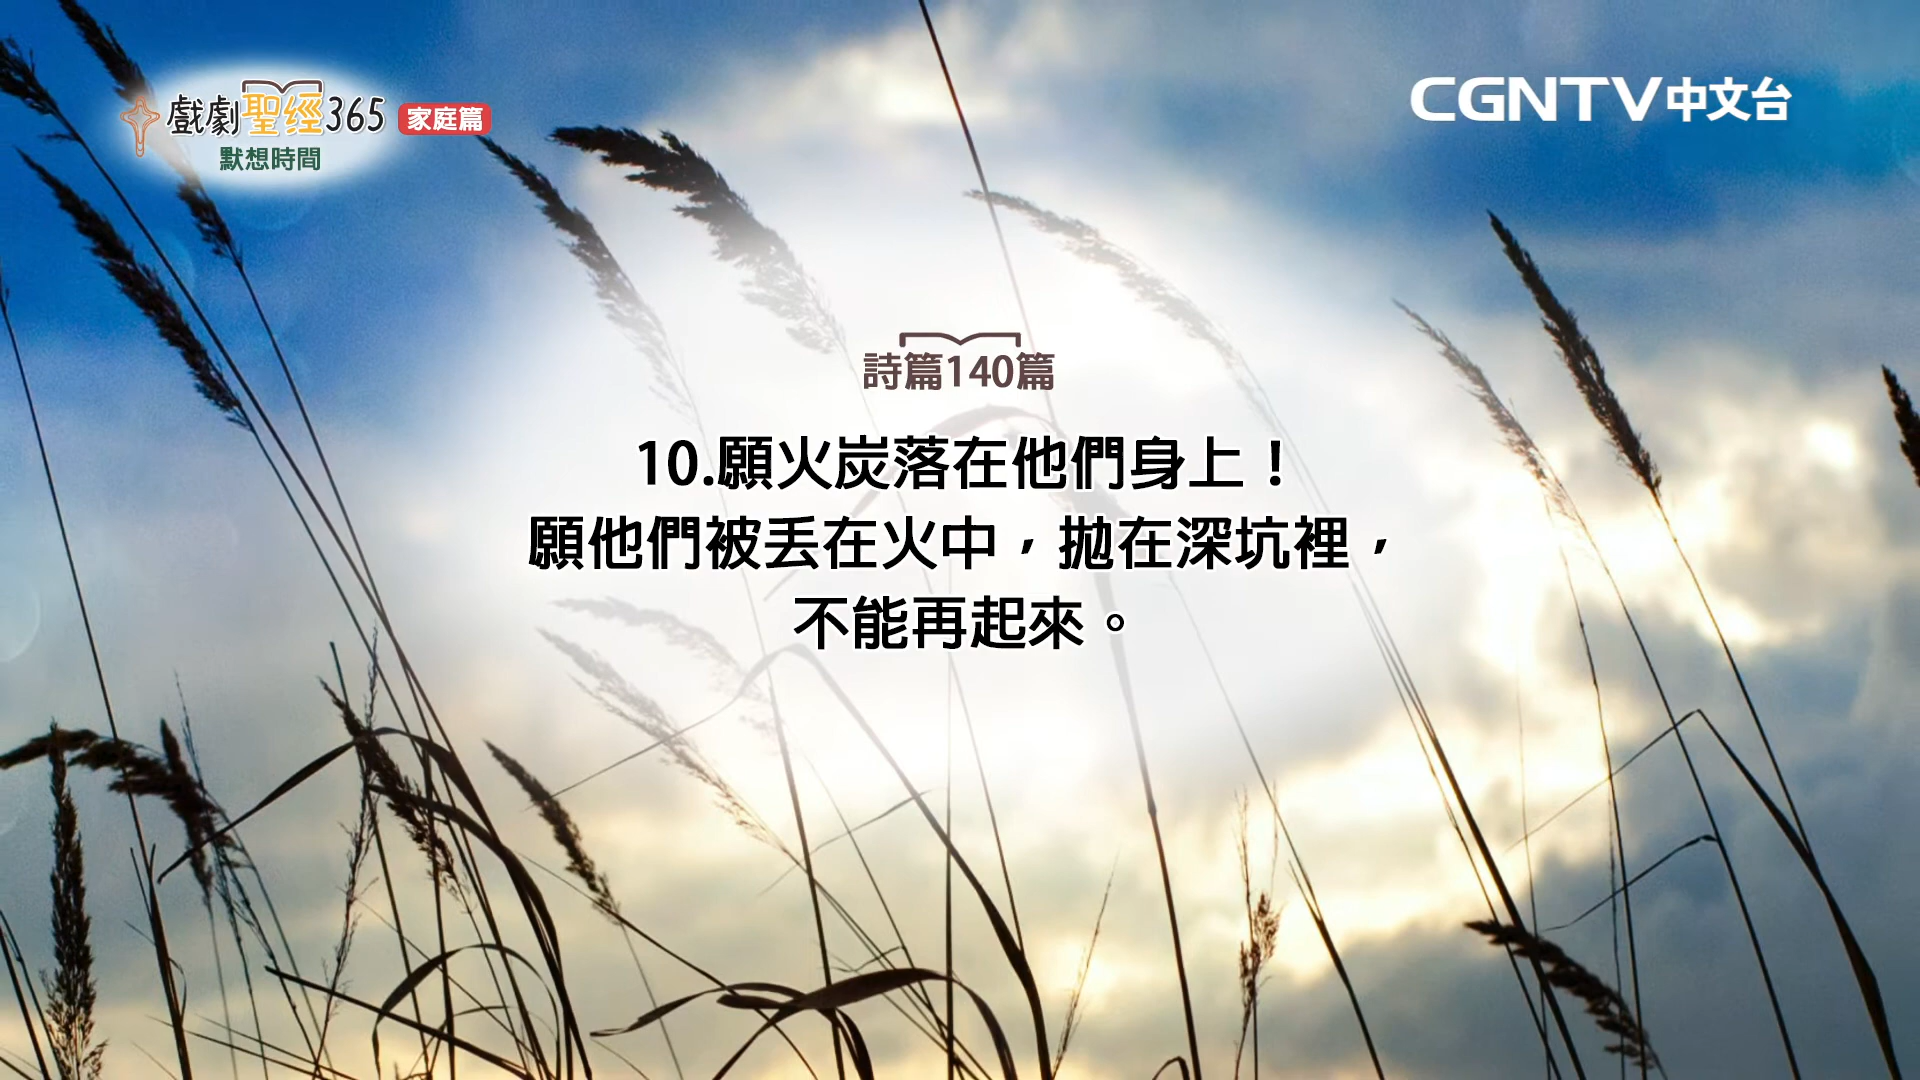 戲劇聖經365 家庭篇
默想時間
CGNTV中文台
詩篇140篇
10.願火炭落在他們身上！
願他們被丟在火中，拋在深坑裡，
不能再起來。